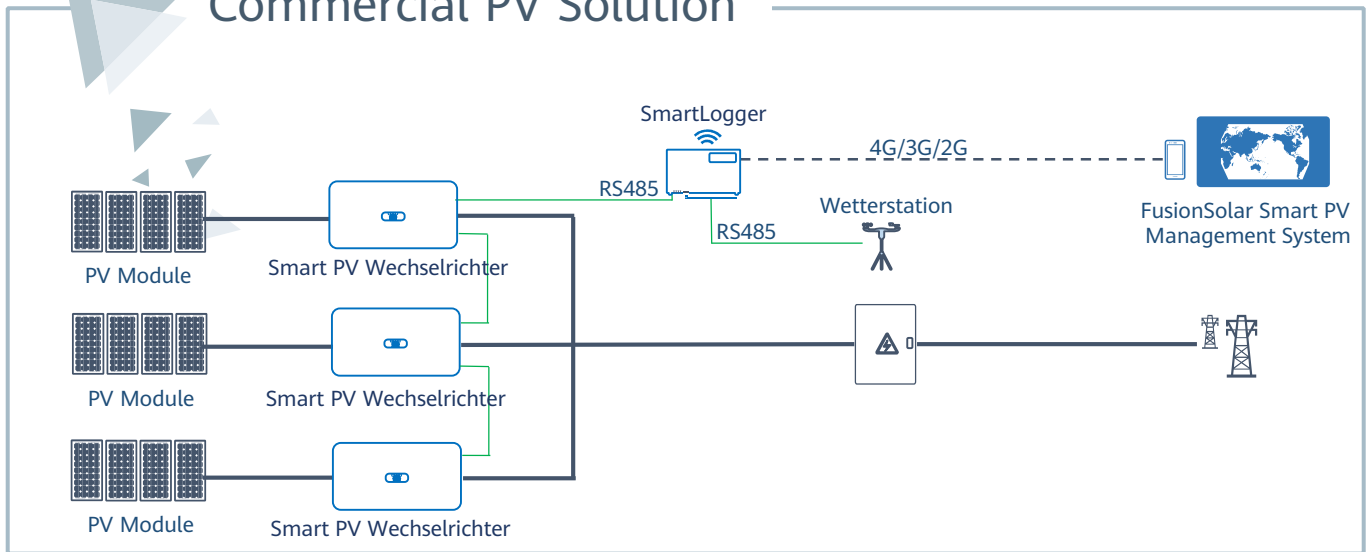 Commercial PV Solution
SmartLogger
4G/3G/2G
RS485
Wetterstation
RS485
FusionSolar Smart PV
Management System
PV Module
Smart PV Wechselrichter
PV Module
Smart PV Wechselrichter
PV Module
Smart PV Wechselrichter